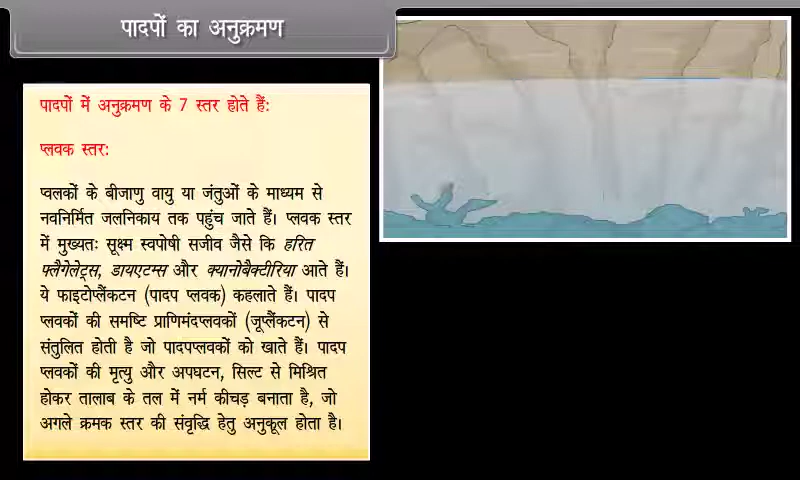 पादपों का अनुक्रमण
पादपों में अनुक्रमण के 7 स्तर होते हैं:
प्लवक स्तर:
प्वलकों के बीजाणु वायु या जंतुओं के माध्यम से
नवनिर्मित जलनिकाय तक पहुंच जाते हैं। प्लवक स्तर
में मुख्यतः सूक्ष्म स्वपोषी सजीव जैसे कि हरित
फ्लैगेलेट्स, डायएटम्स और क्यानोबैक्टीरिया आते हैं।
ये फाइटोप्लैंकटन (पादप प्लवक) कहलाते हैं। पादप
प्लवकों की समष्टि प्राणिमंदप्लवकों (जूप्लैंकटन) से
संतुलित होती है जो पादपप्लवकों को खाते हैं। पादप
प्लवकों की मृत्यु और अपघटन, सिल्ट से मिश्रित
होकर तालाब के तल में नर्म कीचड़ बनाता है, जो
अगले क्रमक स्तर की संवृद्धि हेतु अनुकूल होता है।